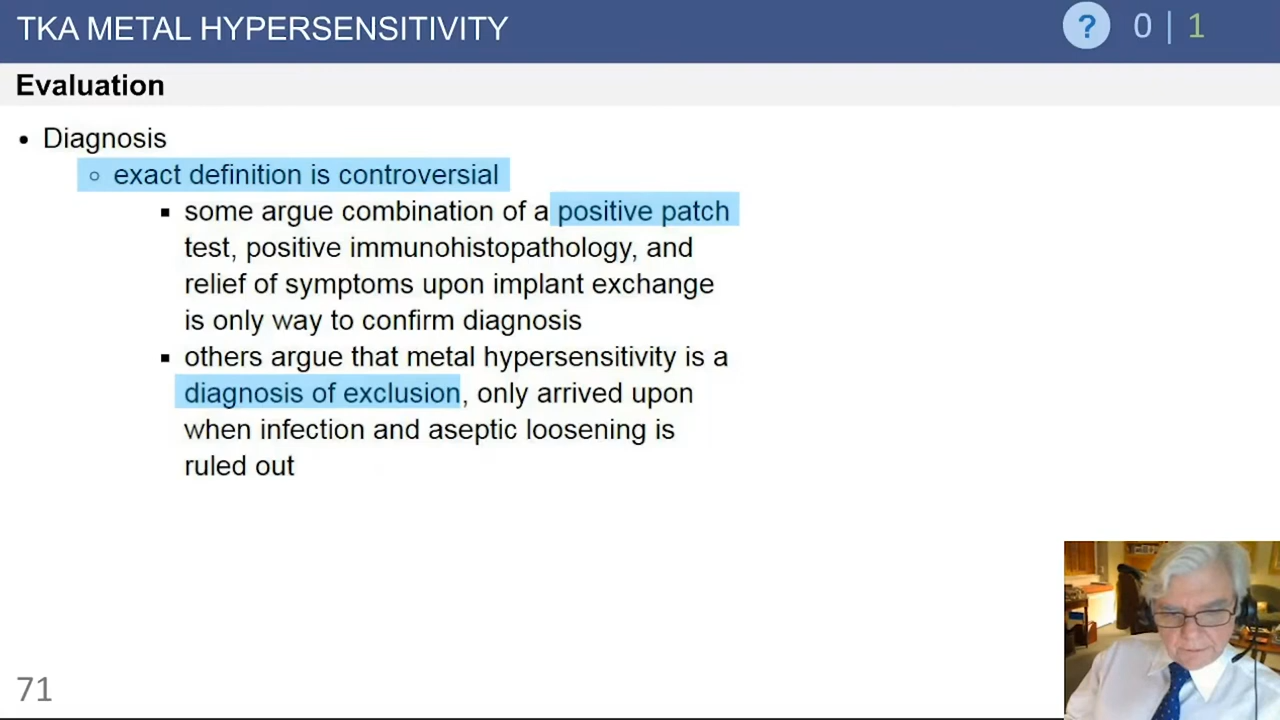 TKA METAL HYPERSENSITIVITY
? 0 | 1
Evaluation
• Diagnosis
○ exact definition is controversial
▪ some argue combination of a positive patch
test, positive immunohistopathology, and
relief of symptoms upon implant exchange
is only way to confirm diagnosis
▪ others argue that metal hypersensitivity is a
diagnosis of exclusion, only arrived upon
when infection and aseptic loosening is
ruled out
71